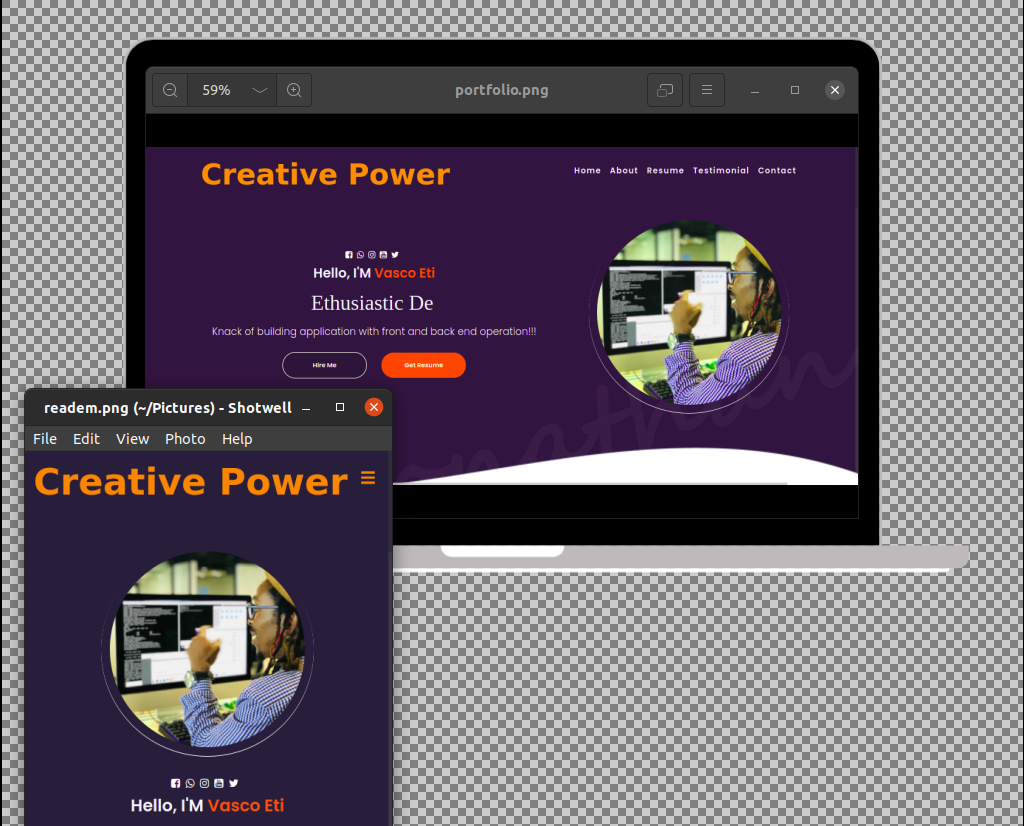 59%
portfolio.png
Creative Power
Home About Resume Testimonial Contact
Hello, I'M Vasco Eti
Ethusiastic De
Knack of building application with front and back end operation!!!
Hire Me
Get Resume
readem.png (~/Pictures) - Shotwell
File Edit View Photo Help
Creative Power
Hello, I'M Vasco Eti